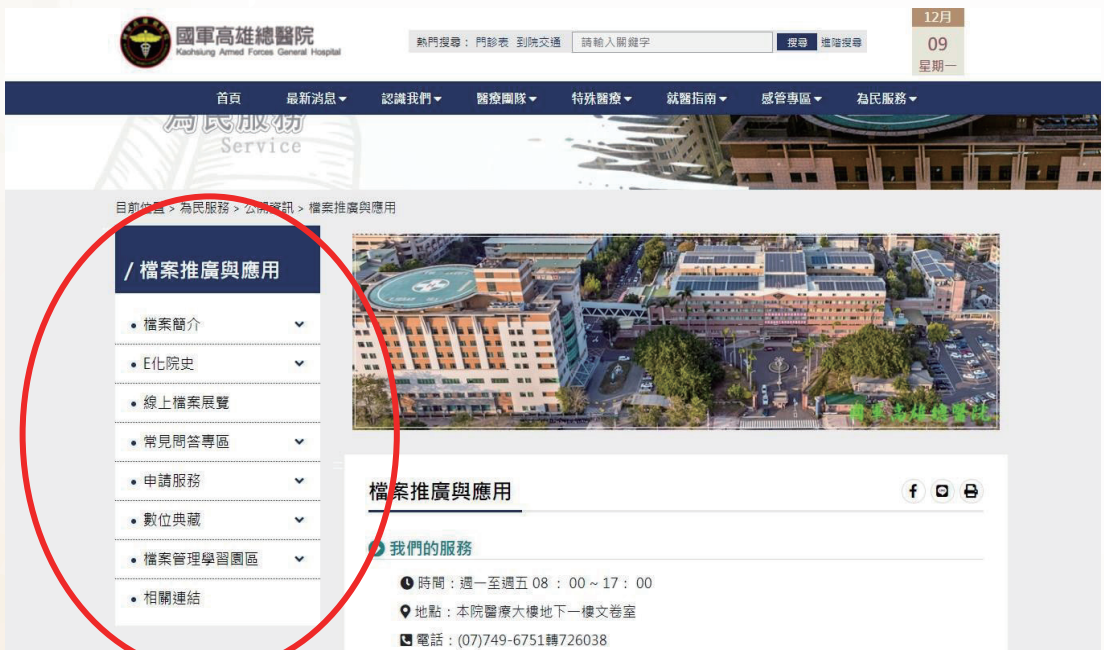 國軍高雄總醫院
Kaohsiung Armed Forces General Hospital
熱門搜尋： 門診表 到院交通 請輸入關鍵字 搜尋 進階搜尋
12月
09
星期一
首頁 最新消息 認識我們 醫療團隊 特殊醫療 就醫指南 感管專區 為民服務
為民服務
Service
目前位置 > 為民服務 > 公開資訊 > 檔案推廣與應用
/ 檔案推廣與應用
檔案簡介
E化院史
線上檔案展覽
常見問答專區
申請服務
數位典藏
檔案管理學習園區
相關連結
國軍高雄總醫院
檔案推廣與應用
我們的服務
時間：週一至週五 08 ： 00 ~ 17： 00
地點：本院醫療大樓地下一樓文卷室
電話：(07)749-6751轉726038